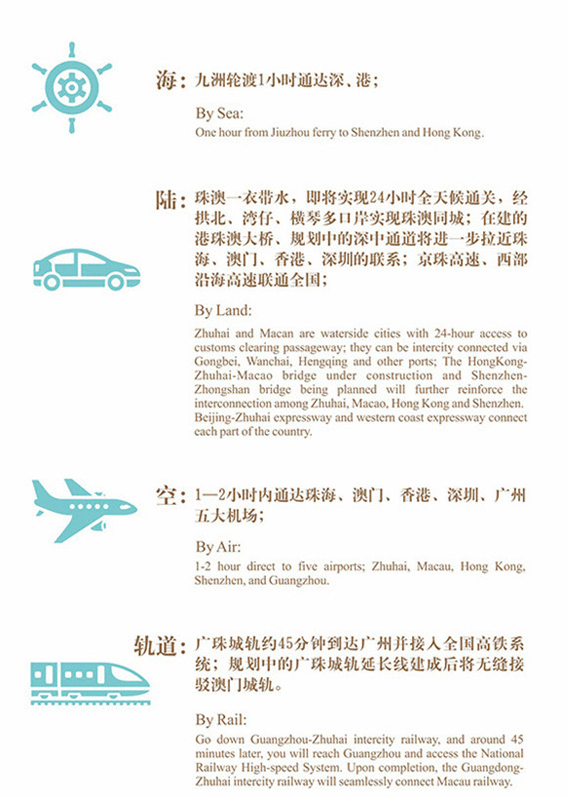 海：九洲轮渡1小时通达深、港；
By Sea:
One hour from Jiuzhou ferry to Shenzhen and Hong Kong.
陆：珠澳一衣带水，即将实现24小时全天候通关，经
拱北、湾仔、横琴多口岸实现珠澳同城；在建的
港珠澳大桥、规划中的深中通道将进一步拉近珠
海、澳门、香港、深圳的联系；京珠高速、西部
沿海高速联通全国；
By Land:
Zhuhai and Macan are waterside cities with 24-hour access to
customs clearing passageway; they can be intercity connected via
Gongbei, Wanchai, Hengqing and other ports; The HongKong-
Zhuhai-Macao bridge under construction and Shenzhen-
Zhongshan bridge being planned will further reinforce the
interconnection among Zhuhai, Macao, Hong Kong and Shenzhen.
Beijing-Zhuhai expressway and western coast expressway connect
each part of the country.
空：1—2小时内通达珠海、澳门、香港、深圳、广州
五大机场；
By Air:
1-2 hour direct to five airports; Zhuhai, Macau, Hong Kong,
Shenzhen, and Guangzhou.
轨道：广珠城轨约45分钟到达广州并接入全国高铁系
统；规划中的广珠城轨延长线建成后将无缝接
驳澳门城轨。
By Rail:
Go down Guangzhou-Zhuhai intercity railway, and around 45
minutes later, you will reach Guangzhou and access the National
Railway High-speed System. Upon completion, the Guangdong-
Zhuhai intercity railway will seamlessly connect Macau railway.